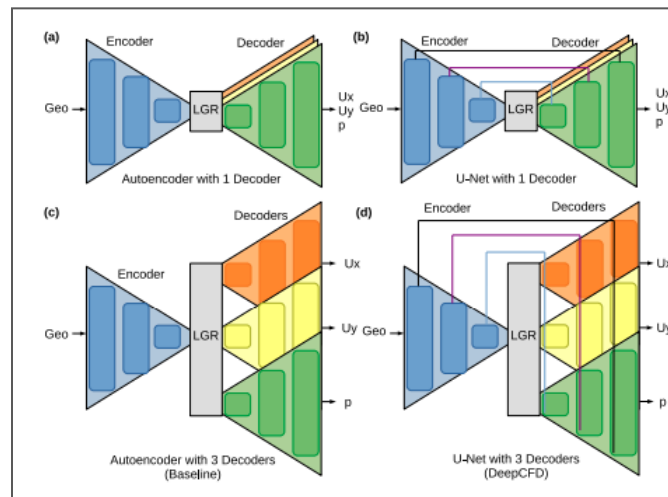 (a)
Encoder
Decoder
Geo
LGR
Ux
Uy
p
Autoencoder with 1 Decoder
(b)
Encoder
Decoder
Geo
LGR
Ux
Uy
p
U-Net with 1 Decoder
(c)
Decoders
Encoder
Geo
LGR
Ux
Uy
p
Autoencoder with 3 Decoders
(Baseline)
(d)
Encoder
Decoders
Geo
LGR
Ux
Uy
p
U-Net with 3 Decoders
(DeepCFD)